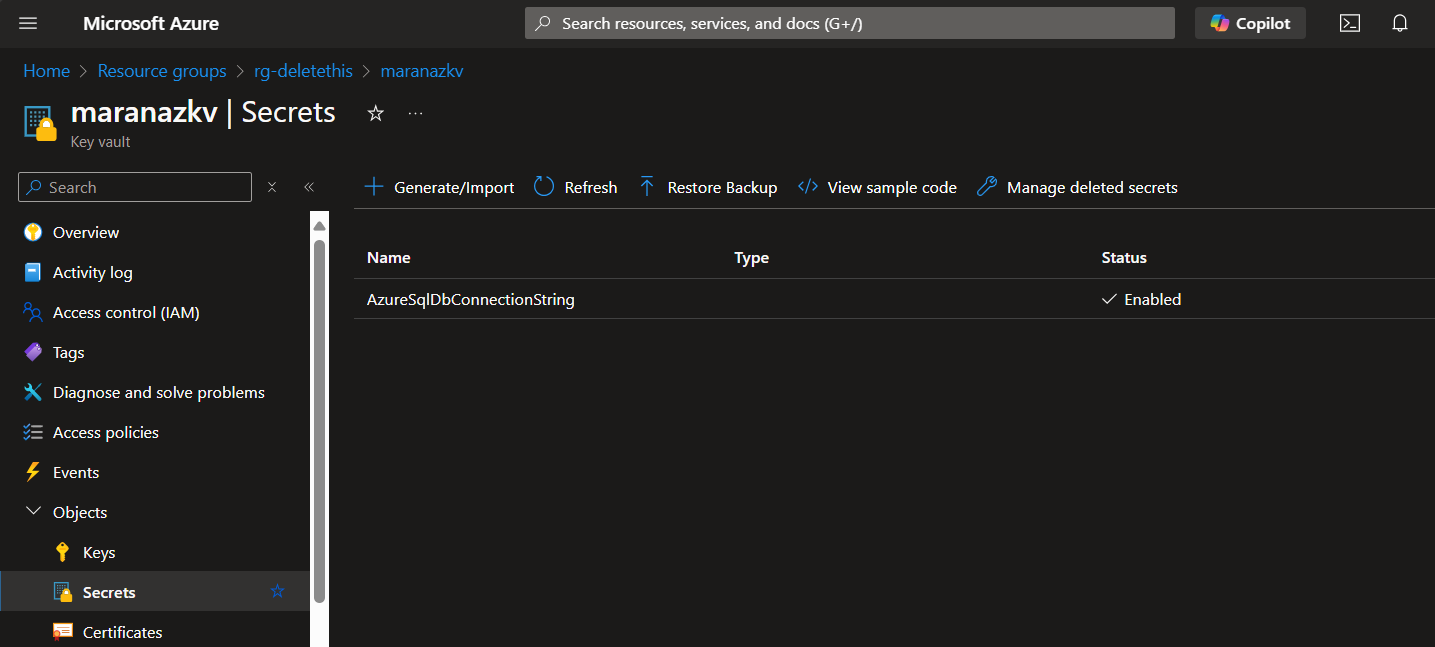 Microsoft Azure
Search resources, services, and docs (G+/)
Copilot
Home > Resource groups > rg-deletethis > maranazkv
maranazkv | Secrets
Key vault
Search
Generate/Import
Refresh
Restore Backup
View sample code
Manage deleted secrets
Overview
Activity log
Access control (IAM)
Tags
Diagnose and solve problems
Access policies
Events
Objects
Keys
Secrets
Certificates
Name Type Status
AzureSqlDbConnectionString Enabled